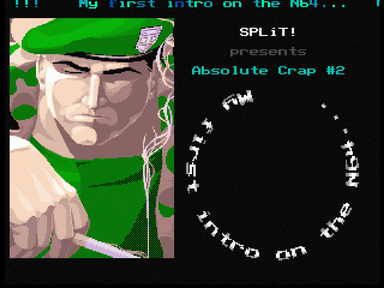 !!! My first intro on the N64...
SPLiT!
presents
Absolute Crap #2
My first intro on the N64....